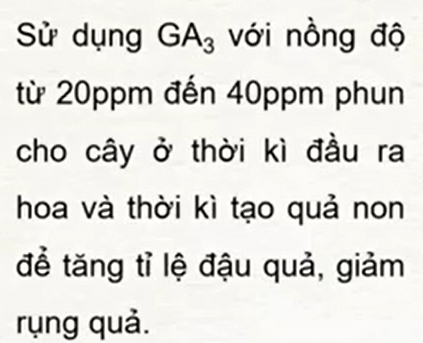 Sử dụng GA₃ với nồng độ
từ 20ppm đến 40ppm phun
cho cây ở thời kì đầu ra
hoa và thời kì tạo quả non
để tăng tỉ lệ đậu quả, giảm
rụng quả.